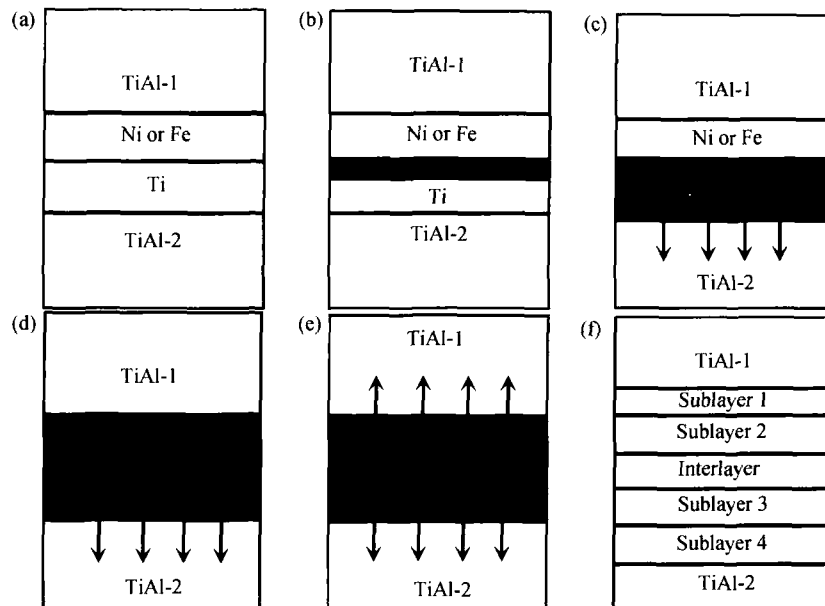 (a)
TiAl-1
Ni or Fe
Ti
TiAl-2
(b)
TiAl-1
Ni or Fe
Ti
TiAl-2
(c)
TiAl-1
Ni or Fe
TiAl-2
(d)
TiAl-1
TiAl-2
(e)
TiAl-1
TiAl-2
(f)
TiAl-1
Sublayer 1
Sublayer 2
Interlayer
Sublayer 3
Sublayer 4
TiAl-2